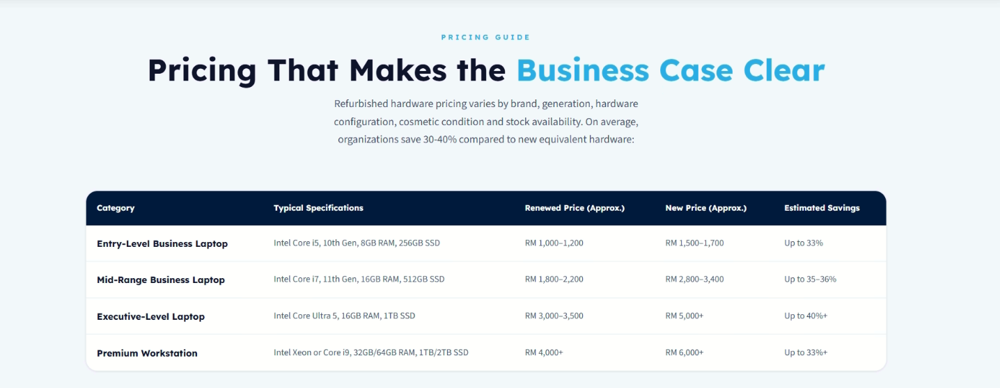 PRICING GUIDE
Pricing That Makes the Business Case Clear
Refurbished hardware pricing varies by brand, generation, hardware
configuration, cosmetic condition and stock availability. On average,
organizations save 30-40% compared to new equivalent hardware:
Category Typical Specifications Renewed Price (Approx.) New Price (Approx.) Estimated Savings
Entry-Level Business Laptop Intel Core i5, 10th Gen, 8GB RAM, 256GB SSD RM 1,000–1,200 RM 1,500–1,700 Up to 33%
Mid-Range Business Laptop Intel Core i7, 11th Gen, 16GB RAM, 512GB SSD RM 1,800–2,200 RM 2,800–3,400 Up to 35–36%
Executive-Level Laptop Intel Core Ultra 5, 16GB RAM, 1TB SSD RM 3,000–3,500 RM 5,000+ Up to 40%+
Premium Workstation Intel Xeon or Core i9, 32GB/64GB RAM, 1TB/2TB SSD RM 4,000+ RM 6,000+ Up to 33%+